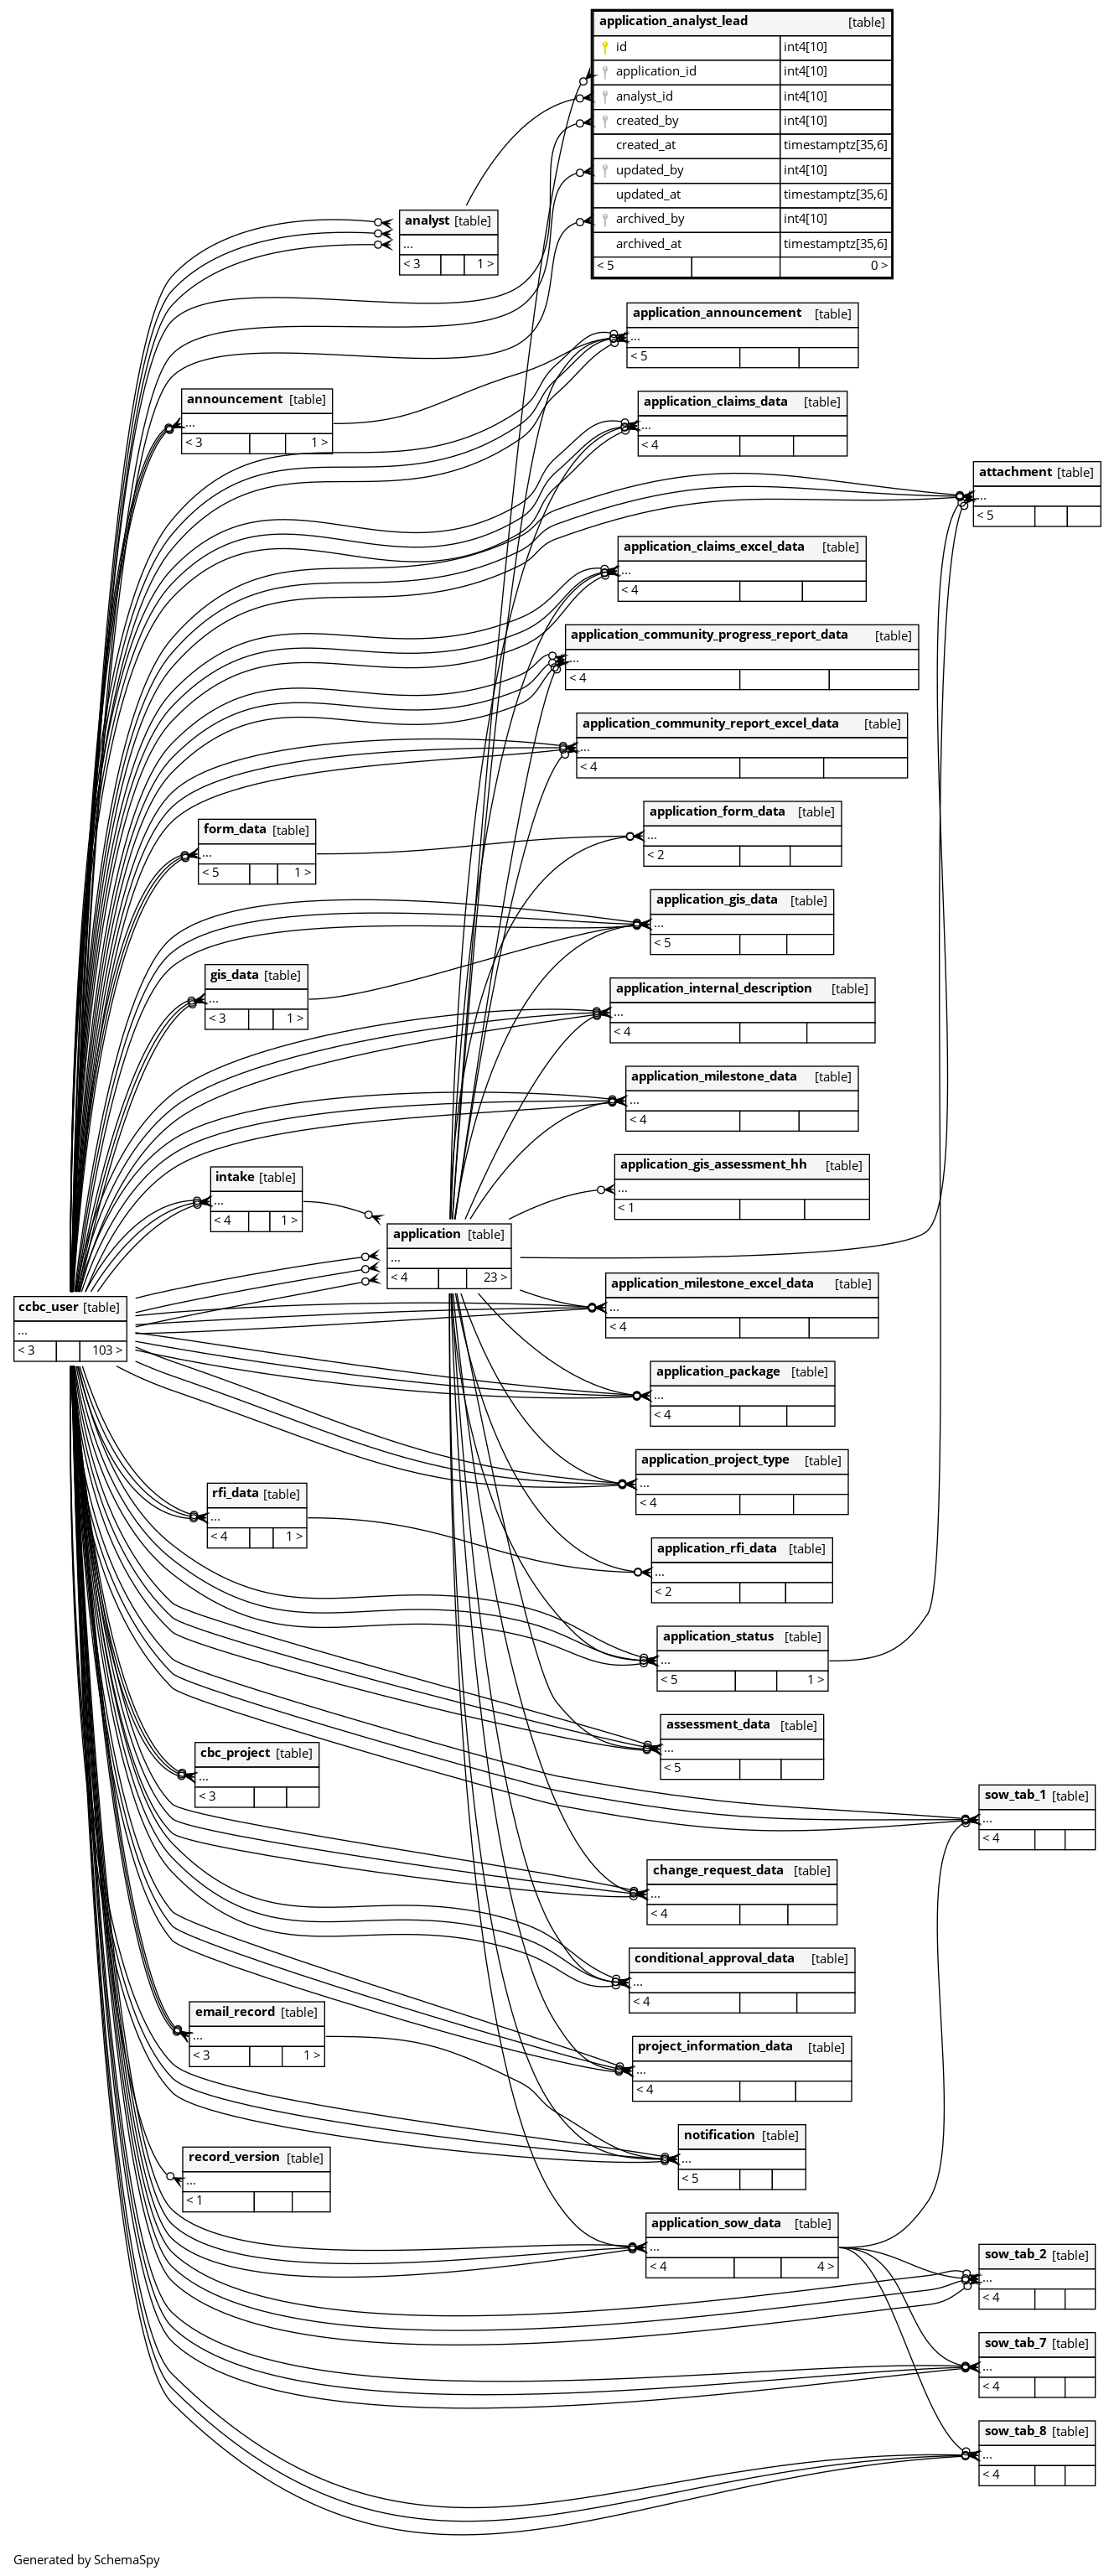 application_analyst_lead [table]
id int4[10]
application_id int4[10]
analyst_id int4[10]
created_by int4[10]
created_at timestamptz[35,6]
updated_by int4[10]
updated_at timestamptz[35,6]
archived_by int4[10]
archived_at timestamptz[35,6]
< 5 0 >
analyst [table]
...
< 3 1 >
application_announcement [table]
...
< 5
announcement [table]
...
< 3 1 >
application_claims_data [table]
...
< 4
attachment [table]
...
< 5
application_claims_excel_data [table]
...
< 4
application_community_progress_report_data [table]
...
< 4
application_community_report_excel_data [table]
...
< 4
application_form_data [table]
...
< 2
form_data [table]
...
< 5 1 >
application_gis_data [table]
...
< 5
gis_data [table]
...
< 3 1 >
application_internal_description [table]
...
< 4
application_milestone_data [table]
...
< 4
application_gis_assessment_hh [table]
...
< 1
intake [table]
...
< 4 1 >
application [table]
...
< 4 23 >
application_milestone_excel_data [table]
...
< 4
ccbc_user [table]
...
< 3 103 >
application_package [table]
...
< 4
application_project_type [table]
...
< 4
rfi_data [table]
...
< 4 1 >
application_rfi_data [table]
...
< 2
application_status [table]
...
< 5 1 >
assessment_data [table]
...
< 5
cbc_project [table]
...
< 3
sow_tab_1 [table]
...
< 4
change_request_data [table]
...
< 4
conditional_approval_data [table]
...
< 4
email_record [table]
...
< 3 1 >
project_information_data [table]
...
< 4
notification [table]
...
< 5
record_version [table]
...
< 1
application_sow_data [table]
...
< 4 4 >
sow_tab_2 [table]
...
< 4
sow_tab_7 [table]
...
< 4
sow_tab_8 [table]
...
< 4
Generated by SchemaSpy